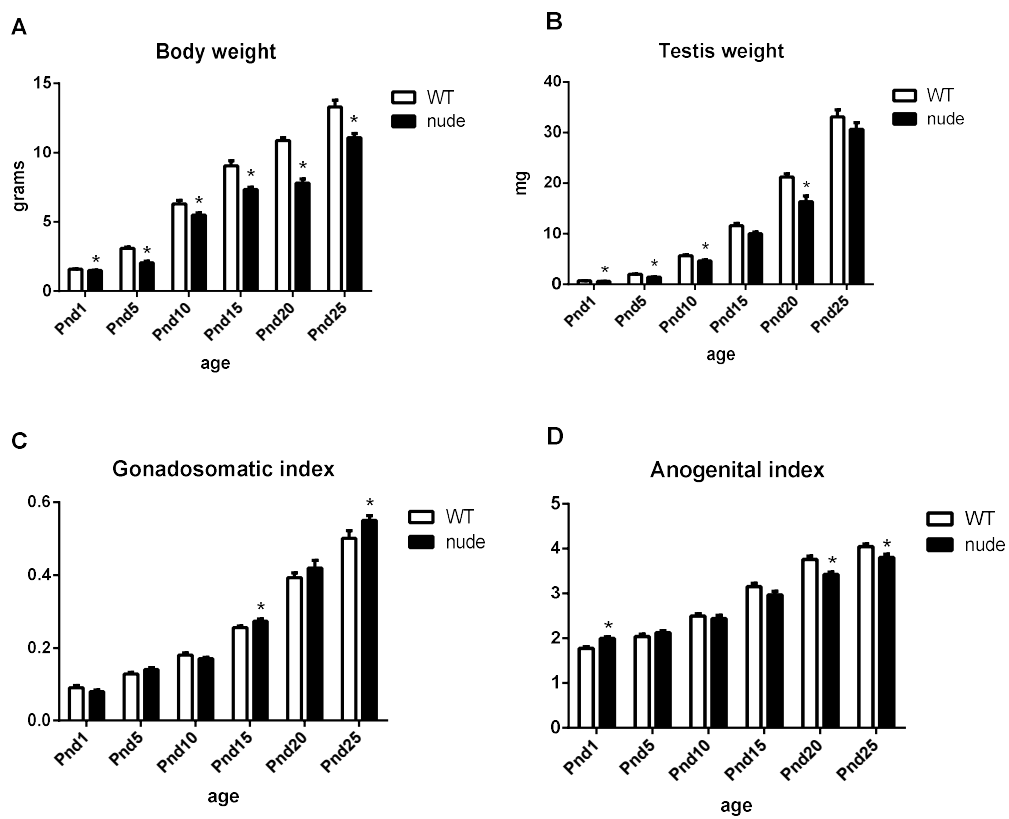 A
Body weight
15
10
5
0
grams
WT
nude
*
*
*
*
*
*
Pnd1
Pnd5
Pnd10
Pnd15
Pnd20
Pnd25
age
B
Testis weight
40
30
20
10
0
mg
WT
nude
*
*
*
*
Pnd1
Pnd5
Pnd10
Pnd15
Pnd20
Pnd25
age
C
Gonadosomatic index
0.6
0.4
0.2
0.0
WT
nude
*
*
Pnd1
Pnd5
Pnd10
Pnd15
Pnd20
Pnd25
age
D
Anogenital index
5
4
3
2
1
0
WT
nude
*
*
*
Pnd1
Pnd5
Pnd10
Pnd15
Pnd20
Pnd25
age